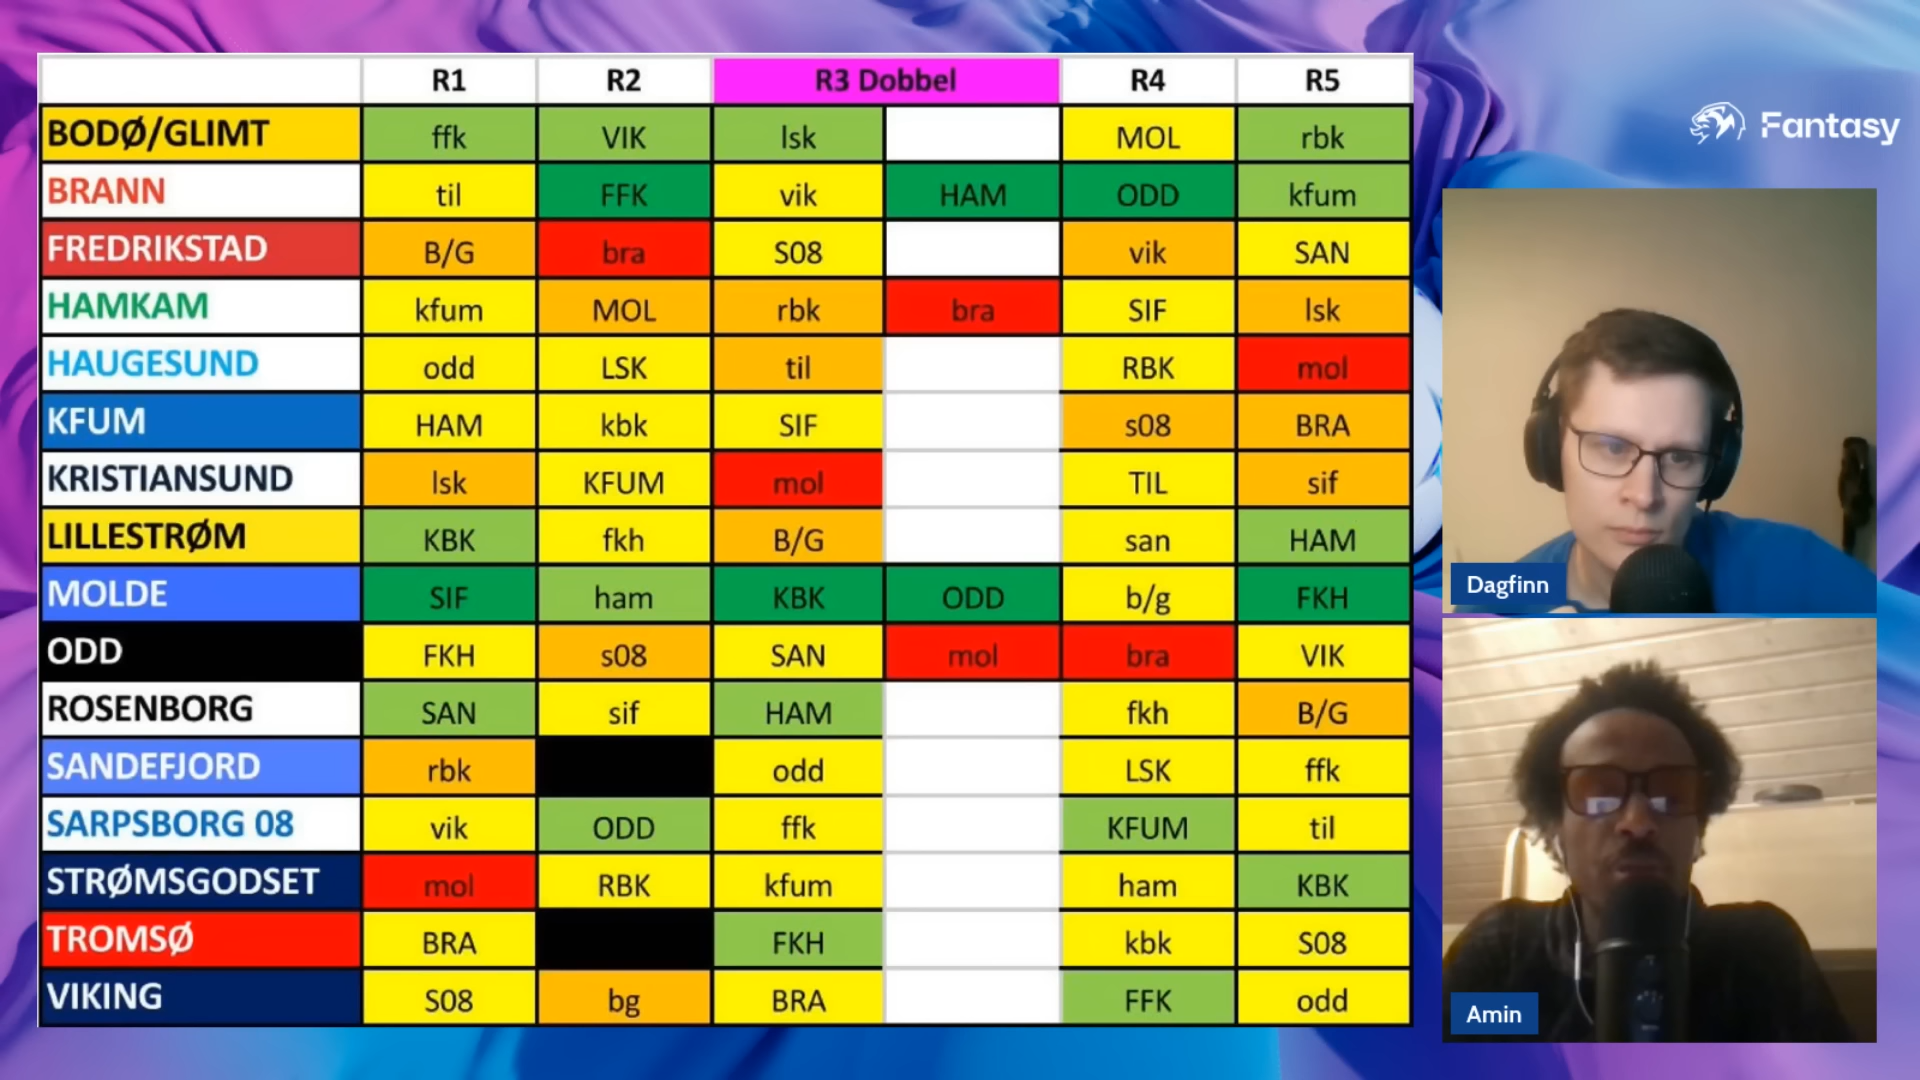 R1 R2 R3 Dobbel R4 R5
BODØ/GLIMT ffk VIK lsk MOL rbk
BRANN til FFK vik HAM ODD kfum
FREDRIKSTAD B/G bra S08 vik SAN
HAMKAM kfum MOL rbk bra SIF lsk
HAUGESUND odd LSK til RBK mol
KFUM HAM kbk SIF s08 BRA
KRISTIANSUND lsk KFUM mol TIL sif
LILLESTRØM KBK fkh B/G san HAM
MOLDE SIF ham KBK ODD b/g FKH
ODD FKH s08 SAN mol bra VIK
ROSENBORG SAN sif HAM fkh B/G
SANDEFJORD rbk odd LSK ffk
SARPSBORG 08 vik ODD ffk KFUM til
STRØMSGODSET mol RBK kfum ham KBK
TROMSØ BRA FKH kbk S08
VIKING S08 bg BRA FFK odd
Fantasy
Dagfinn
Amin